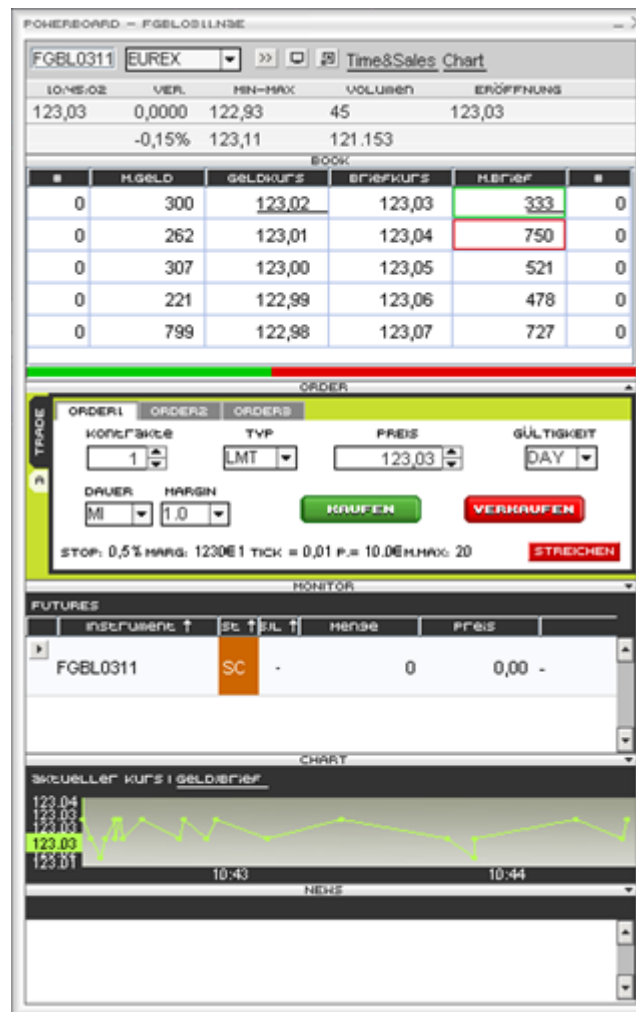 POWERBOARD - FGBL0311.NSE
FGBL0311 EUREX >> Time&Sales Chart
10:45:02 VER. MIN-MAX VOLUMEN ERÖFFNUNG
123,03 0,0000 122,93 45 123,03
-0,15% 123,11 121.153
BOOK
M.GELD GELDKURS BRIEFKURS M.BRIEF
0 300 123,02 123,03 333 0
0 262 123,01 123,04 750 0
0 307 123,00 123,05 521 0
0 221 122,99 123,06 478 0
0 799 122,98 123,07 727 0
ORDER
TRADE
A
ORDER1 ORDER2 ORDER3
KONTRAKTE TYP PREIS GÜLTIGKEIT
1 LMT 123,03 DAY
DAUER MARGIN
MI 1.0 KAUFEN VERKAUFEN
STOP: 0,5% MARG: 1230€ 1 TICK = 0,01 P.= 10.0€ M.MAX: 20 STREICHEN
MONITOR
FUTURES
INSTRUMENT ↑ ST ↑ S/L ↑ MENGE PREIS
FGBL0311 SC - 0 0,00 -
CHART
AKTUELLER KURS | GELD/BRIEF
123.04
123.03
123.03
123.03
123.01
10:43 10:44
NEWS